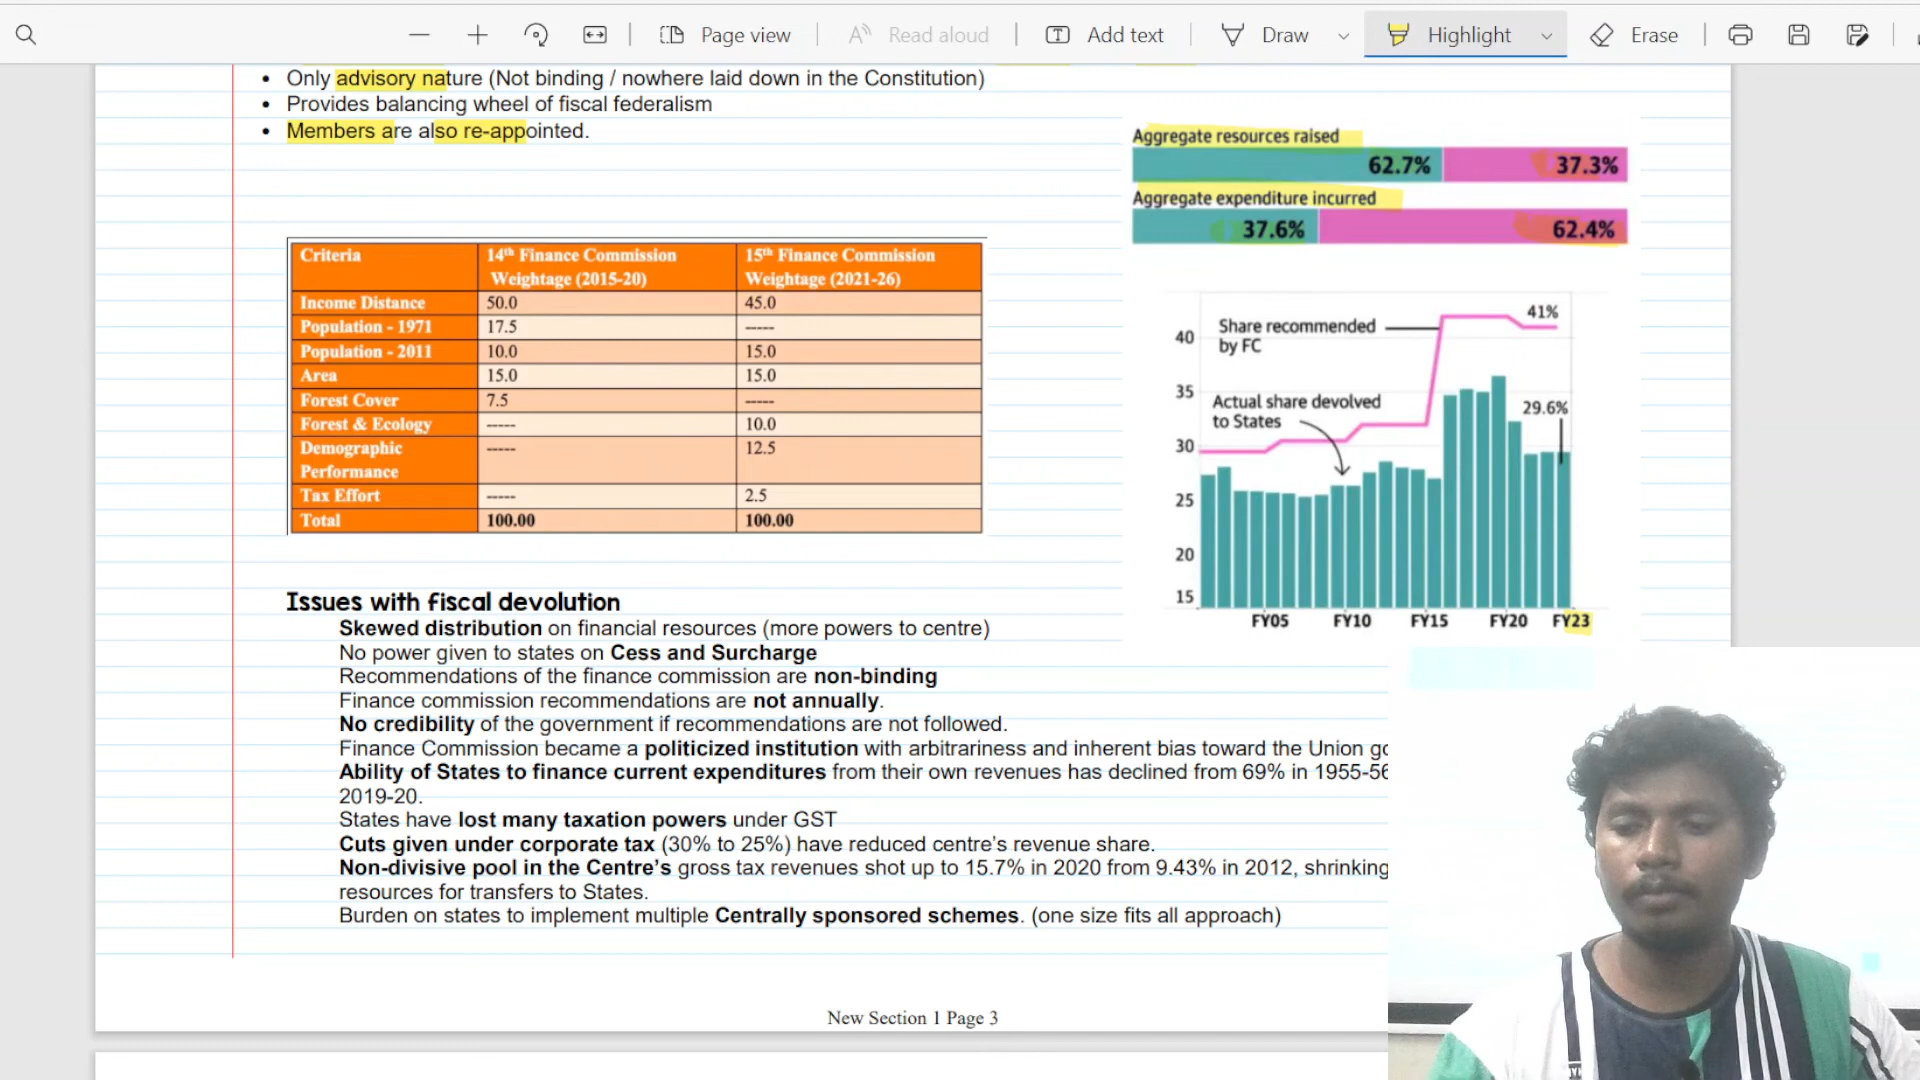 Page view
Read aloud
Add text
Draw
Highlight
Erase
• Only advisory nature (Not binding / nowhere laid down in the Constitution)
• Provides balancing wheel of fiscal federalism
• Members are also re-appointed.
Aggregate resources raised
62.7% 37.3%
Aggregate expenditure incurred
37.6% 62.4%
Criteria 14th Finance Commission Weightage (2015-20) 15th Finance Commission Weightage (2021-26)
Income Distance 50.0 45.0
Population - 1971 17.5 -----
Population - 2011 10.0 15.0
Area 15.0 15.0
Forest Cover 7.5 -----
Forest & Ecology ----- 10.0
Demographic Performance ----- 12.5
Tax Effort ----- 2.5
Total 100.00 100.00
41%
Share recommended
by FC
Actual share devolved
to States
29.6%
40
35
30
25
20
15
FY05 FY10 FY15 FY20 FY23
Issues with fiscal devolution
Skewed distribution on financial resources (more powers to centre)
No power given to states on Cess and Surcharge
Recommendations of the finance commission are non-binding
Finance commission recommendations are not annually.
No credibility of the government if recommendations are not followed.
Finance Commission became a politicized institution with arbitrariness and inherent bias toward the Union
Ability of States to finance current expenditures from their own revenues has declined from 69% in 1955-56
2019-20.
States have lost many taxation powers under GST
Cuts given under corporate tax (30% to 25%) have reduced centre's revenue share.
Non-divisive pool in the Centre's gross tax revenues shot up to 15.7% in 2020 from 9.43% in 2012, shrinking
resources for transfers to States.
Burden on states to implement multiple Centrally sponsored schemes. (one size fits all approach)
New Section 1 Page 3